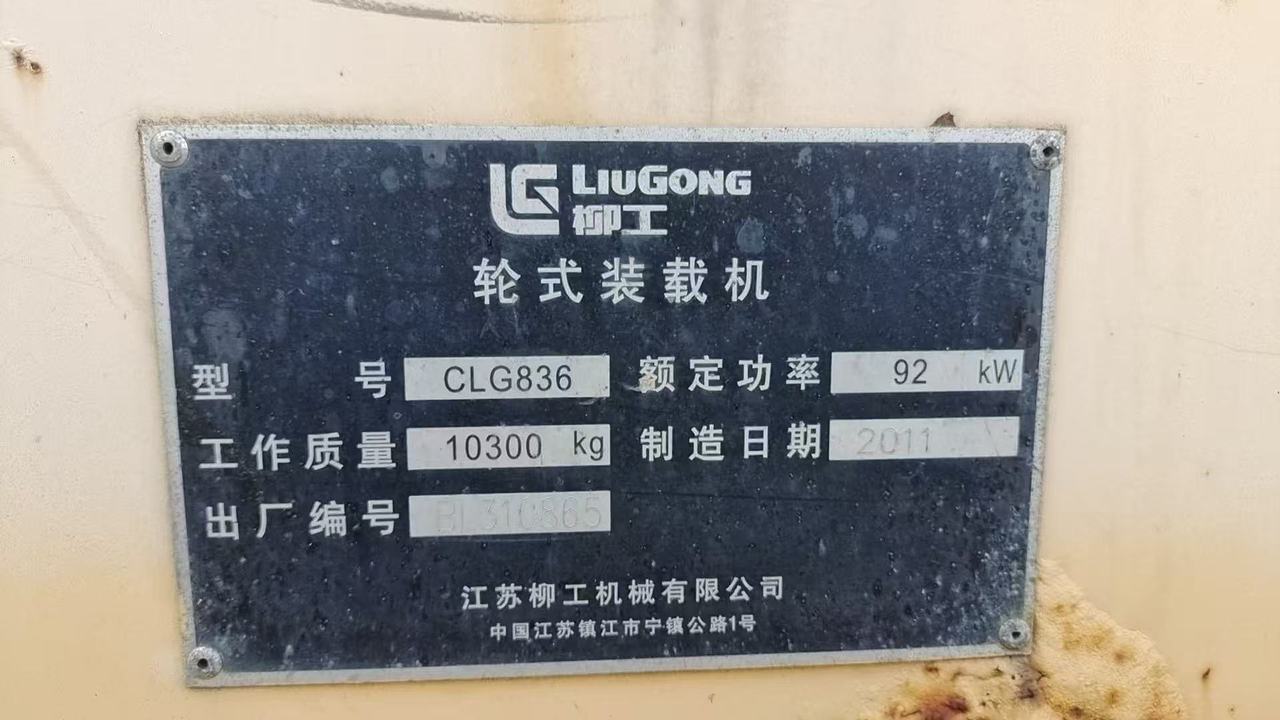 LG LIUGONG
柳工
轮式装载机
型号 CLG836 额定功率 92 kW
工作质量 10300 kg 制造日期 2011
出厂编号
江苏柳工机械有限公司
中国江苏镇江市宁镇公路1号